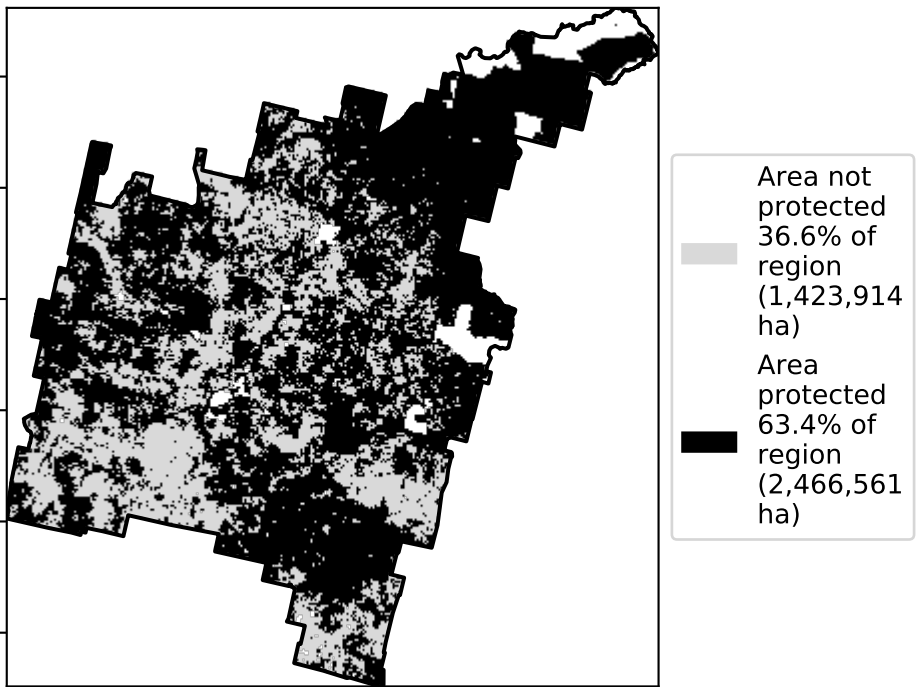 Area not
protected
36.6% of
region
(1,423,914
ha)
Area
protected
63.4% of
region
(2,466,561
ha)